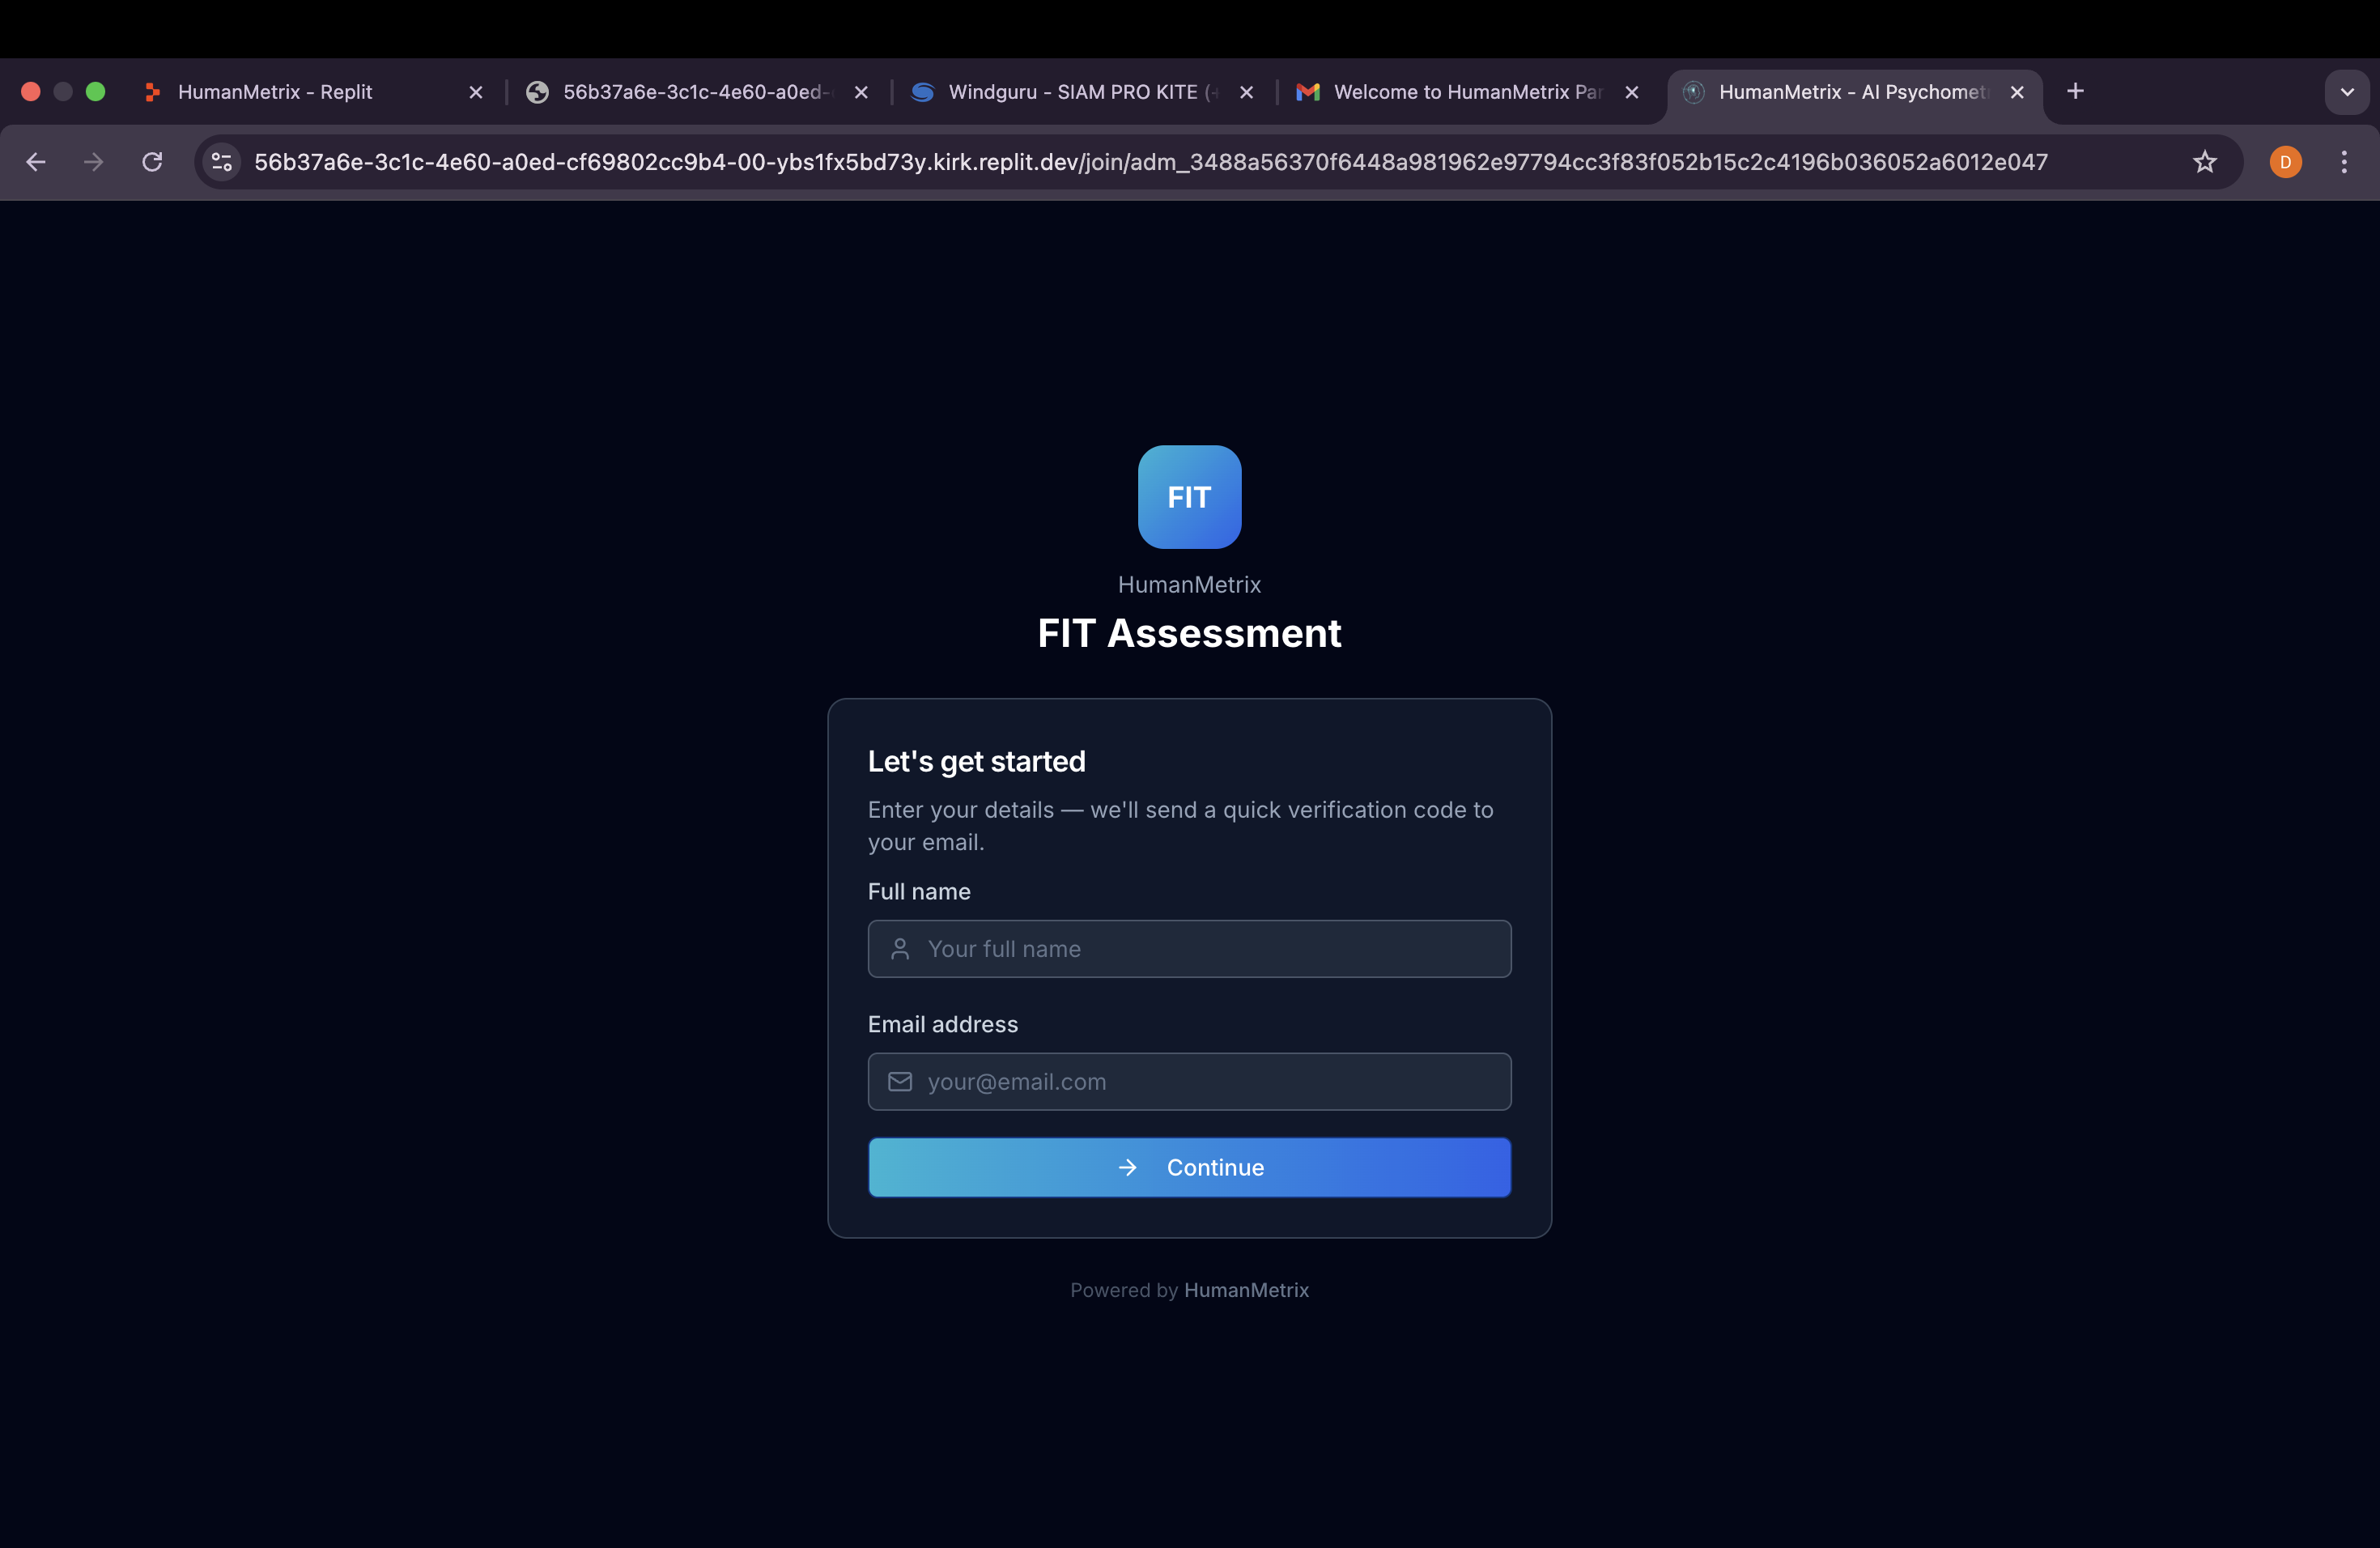 HumanMetrix - Replit
56b37a6e-3c1c-4e60-a0ed-
Windguru - SIAM PRO KITE (
Welcome to HumanMetrix Par
HumanMetrix - AI Psychomet
56b37a6e-3c1c-4e60-a0ed-cf69802cc9b4-00-ybs1fx5bd73y.kirk.replit.dev/join/adm_3488a56370f6448a981962e97794cc3f83f052b15c2c4196b036052a6012e047
D
FIT
HumanMetrix
FIT Assessment
Let's get started
Enter your details — we'll send a quick verification code to
your email.
Full name
Your full name
Email address
your@email.com
Continue
Powered by HumanMetrix